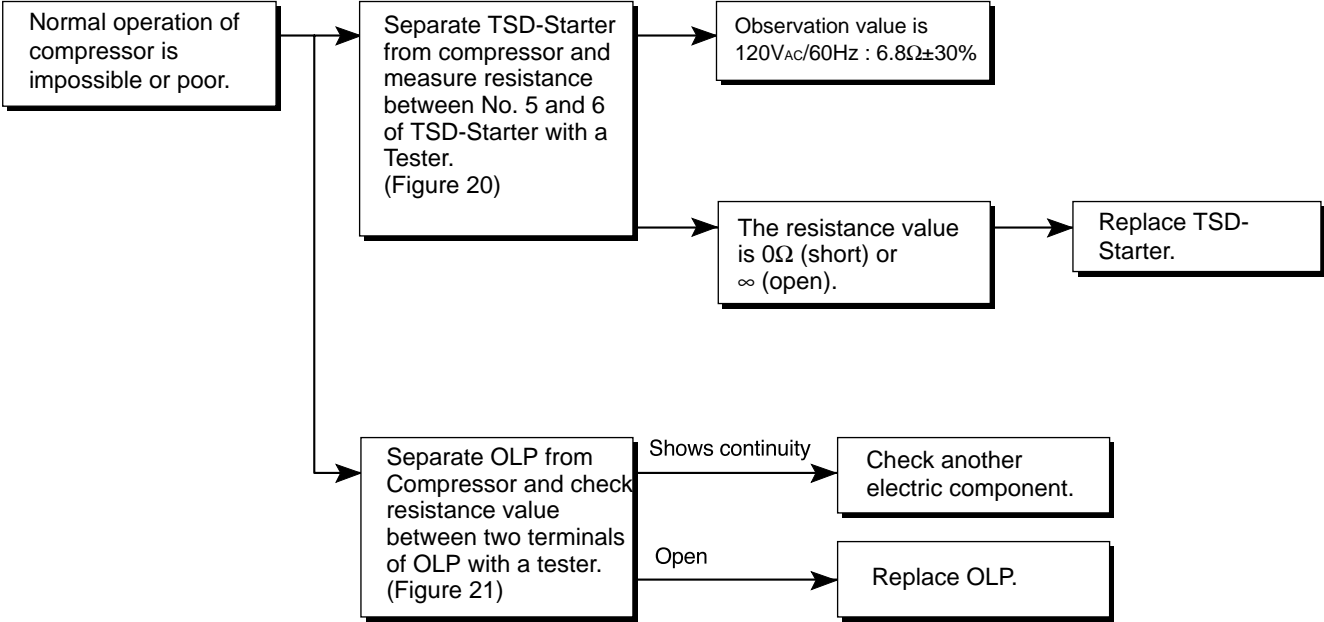 Normal operation of
compressor is
impossible or poor.
Separate TSD-Starter
from compressor and
measure resistance
between No. 5 and 6
of TSD-Starter with a
Tester.
(Figure 20)
Observation value is
120VAC/60Hz : 6.8Ω±30%
The resistance value
is 0Ω (short) or
∞ (open).
Replace TSD-
Starter.
Separate OLP from
Compressor and check
resistance value
between two terminals
of OLP with a tester.
(Figure 21)
Shows continuity
Check another
electric component.
Open
Replace OLP.